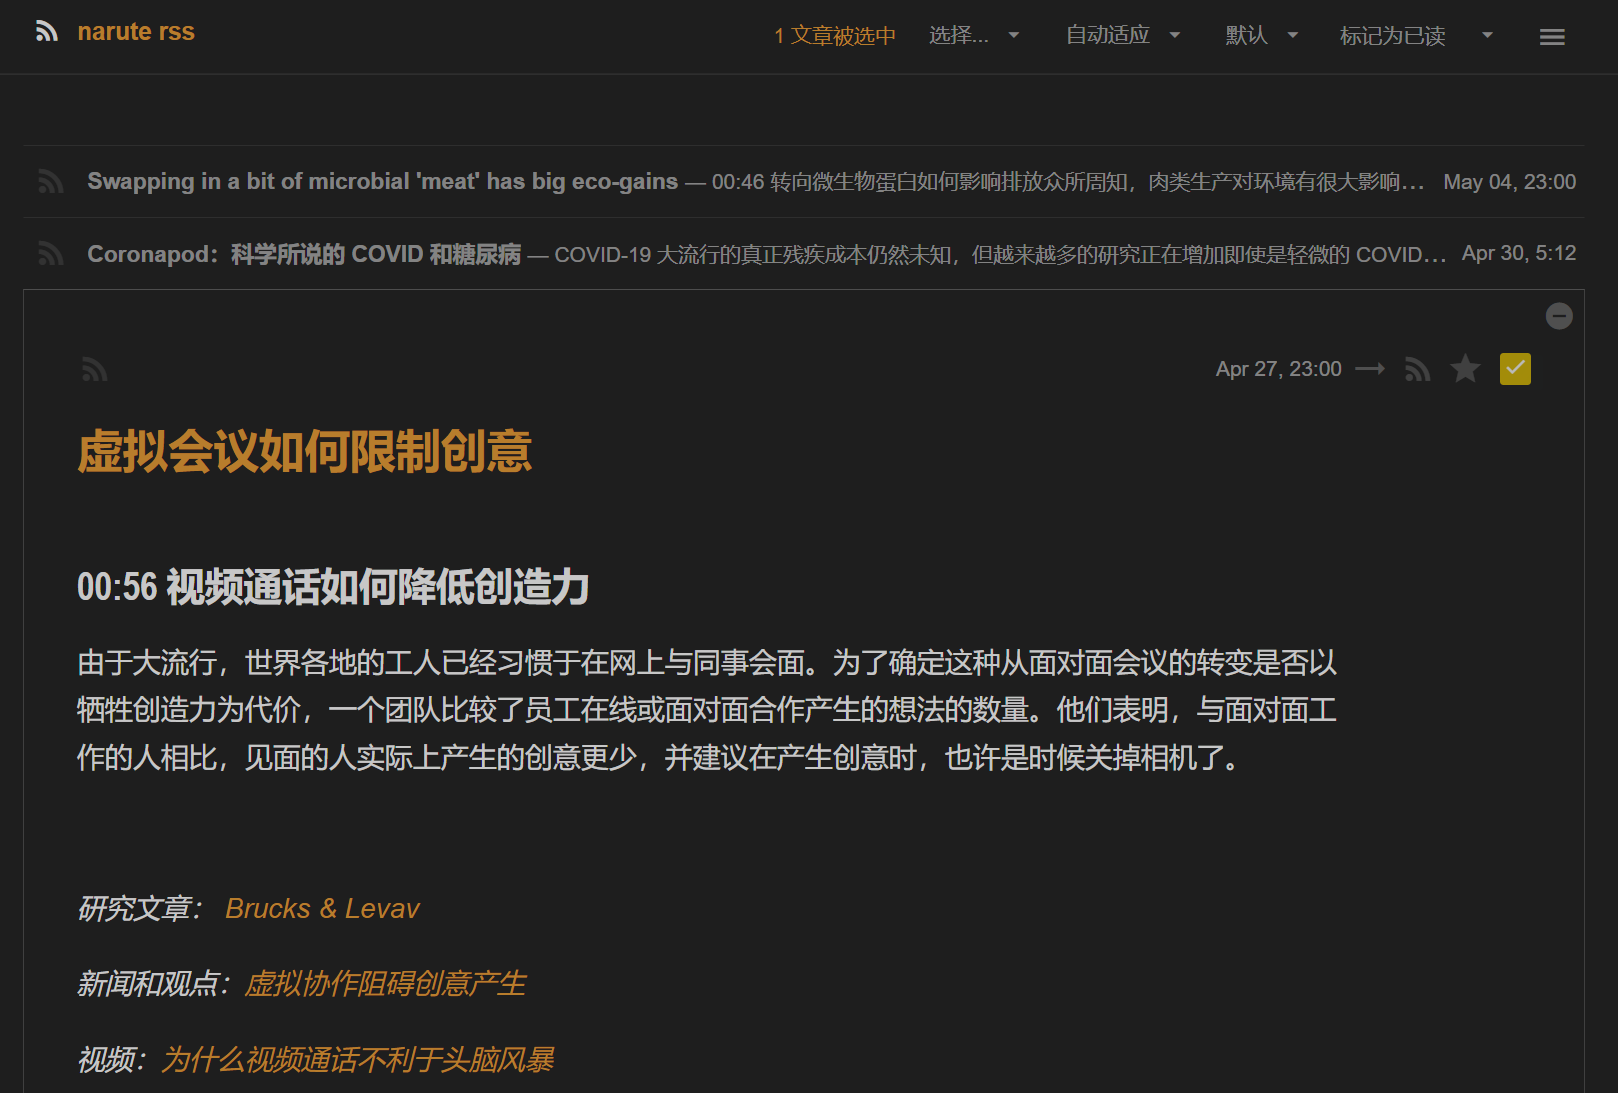 narute rss
1 文章被选中 选择... 自动适应 默认 标记为已读
Swapping in a bit of microbial 'meat' has big eco-gains — 00:46 转向微生物蛋白如何影响排放众所周知，肉类生产对环境有很大影响… May 04, 23:00
Coronapod：科学所说的 COVID 和糖尿病 — COVID-19 大流行的真正残疾成本仍然未知，但越来越多的研究正在增加即使是轻微的 COVID… Apr 30, 5:12
Apr 27, 23:00
虚拟会议如何限制创意
00:56 视频通话如何降低创造力
由于大流行，世界各地的工人已经习惯于在网上与同事会面。为了确定这种从面对面会议的转变是否以
牺牲创造力为代价，一个团队比较了员工在线或面对面合作产生的想法的数量。他们表明，与面对面工
作的人相比，见面的人实际上产生的创意更少，并建议在产生创意时，也许是时候关掉相机了。
研究文章： Brucks & Levav
新闻和观点：虚拟协作阻碍创意产生
视频：为什么视频通话不利于头脑风暴